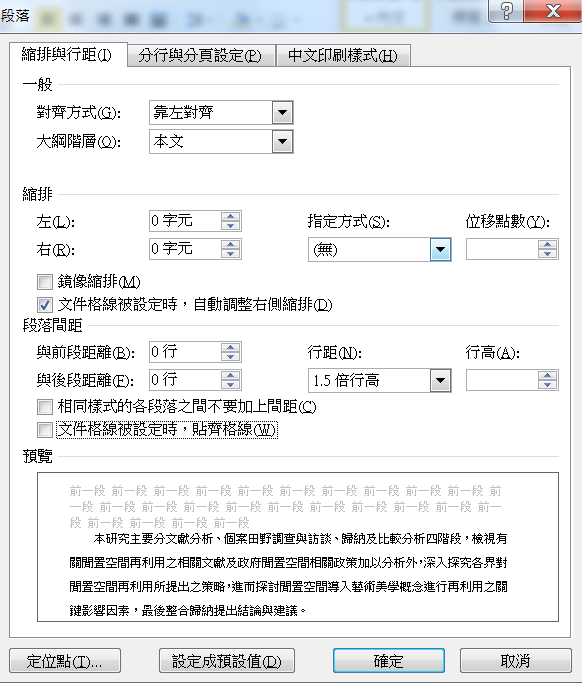 段落
縮排與行距(I) 分行與分頁設定(P) 中文印刷樣式(H)
一般
對齊方式(G): 靠左對齊
大綱階層(O): 本文
縮排
左(L): 0 字元 指定方式(S): 位移點數(Y):
右(R): 0 字元 (無)
鏡像縮排(M)
文件格線被設定時，自動調整右側縮排(D)
段落間距
與前段距離(B): 0 行 行距(N): 行高(A):
與後段距離(F): 0 行 1.5 倍行高
相同樣式的各段落之間不要加上間距(C)
文件格線被設定時，貼齊格線(W)
預覽
前一段 前一段 前一段 前一段 前一段 前一段 前一段 前一段 前一段 前一段 前
一段 前一段 前一段 前一段 前一段 前一段 前一段 前一段 前一段 前一段 前一
段 前一段 前一段 前一段 前一段
本研究主要分文獻分析、個案田野調查與訪談、歸納及比較分析四階段，檢視有
關閒置空間再利用之相關文獻及政府閒置空間相關政策加以分析外，深入探究各界對
閒置空間再利用所提出之策略，進而探討閒置空間導入藝術美學概念進行再利用之關
鍵影響因素，最後整合歸納提出結論與建議。
定位點(T)... 設定成預設值(D) 確定 取消